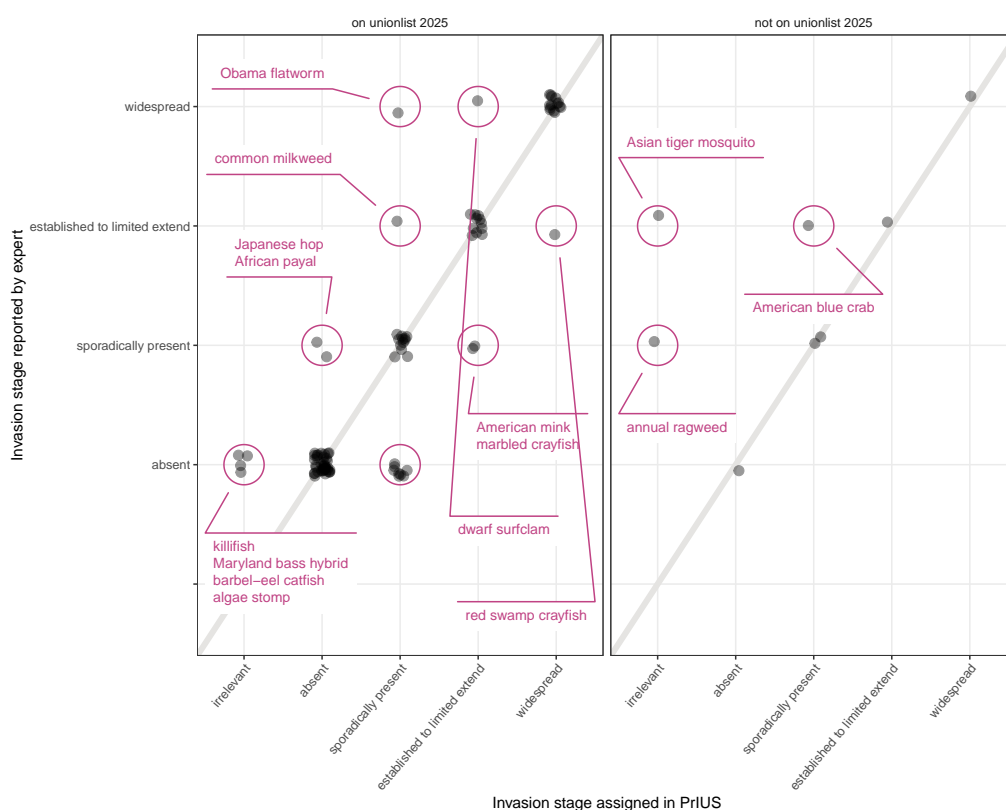 on unionlist 2025
not on unionlist 2025
Invasion stage reported by expert
widespread
established to limited extend
sporadically present
absent
Obama flatworm
common milkweed
Japanese hop
African payal
American mink
marbled crayfish
dwarf surfclam
killifish
Maryland bass hybrid
barbel−eel catfish
algae stomp
red swamp crayfish
Asian tiger mosquito
American blue crab
annual ragweed
irrelevant
absent
sporadically present
established to limited extend
widespread
irrelevant
absent
sporadically present
established to limited extend
widespread
Invasion stage assigned in PrIUS